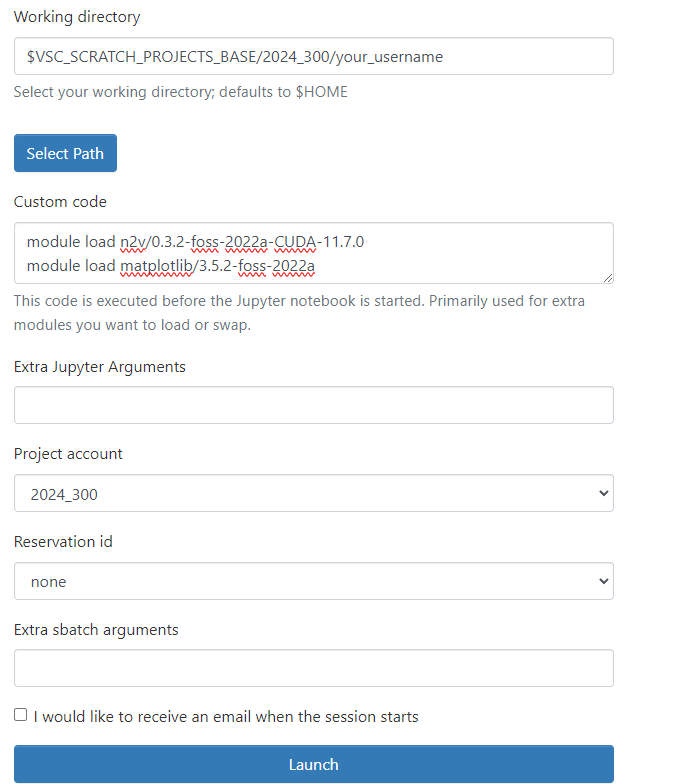 Working directory
$VSC_SCRATCH_PROJECTS_BASE/2024_300/your_username
Select your working directory; defaults to $HOME
Select Path
Custom code
module load n2v/0.3.2-foss-2022a-CUDA-11.7.0
module load matplotlib/3.5.2-foss-2022a
This code is executed before the Jupyter notebook is started. Primarily used for extra
modules you want to load or swap.
Extra Jupyter Arguments
Project account
2024_300
Reservation id
none
Extra sbatch arguments
I would like to receive an email when the session starts
Launch